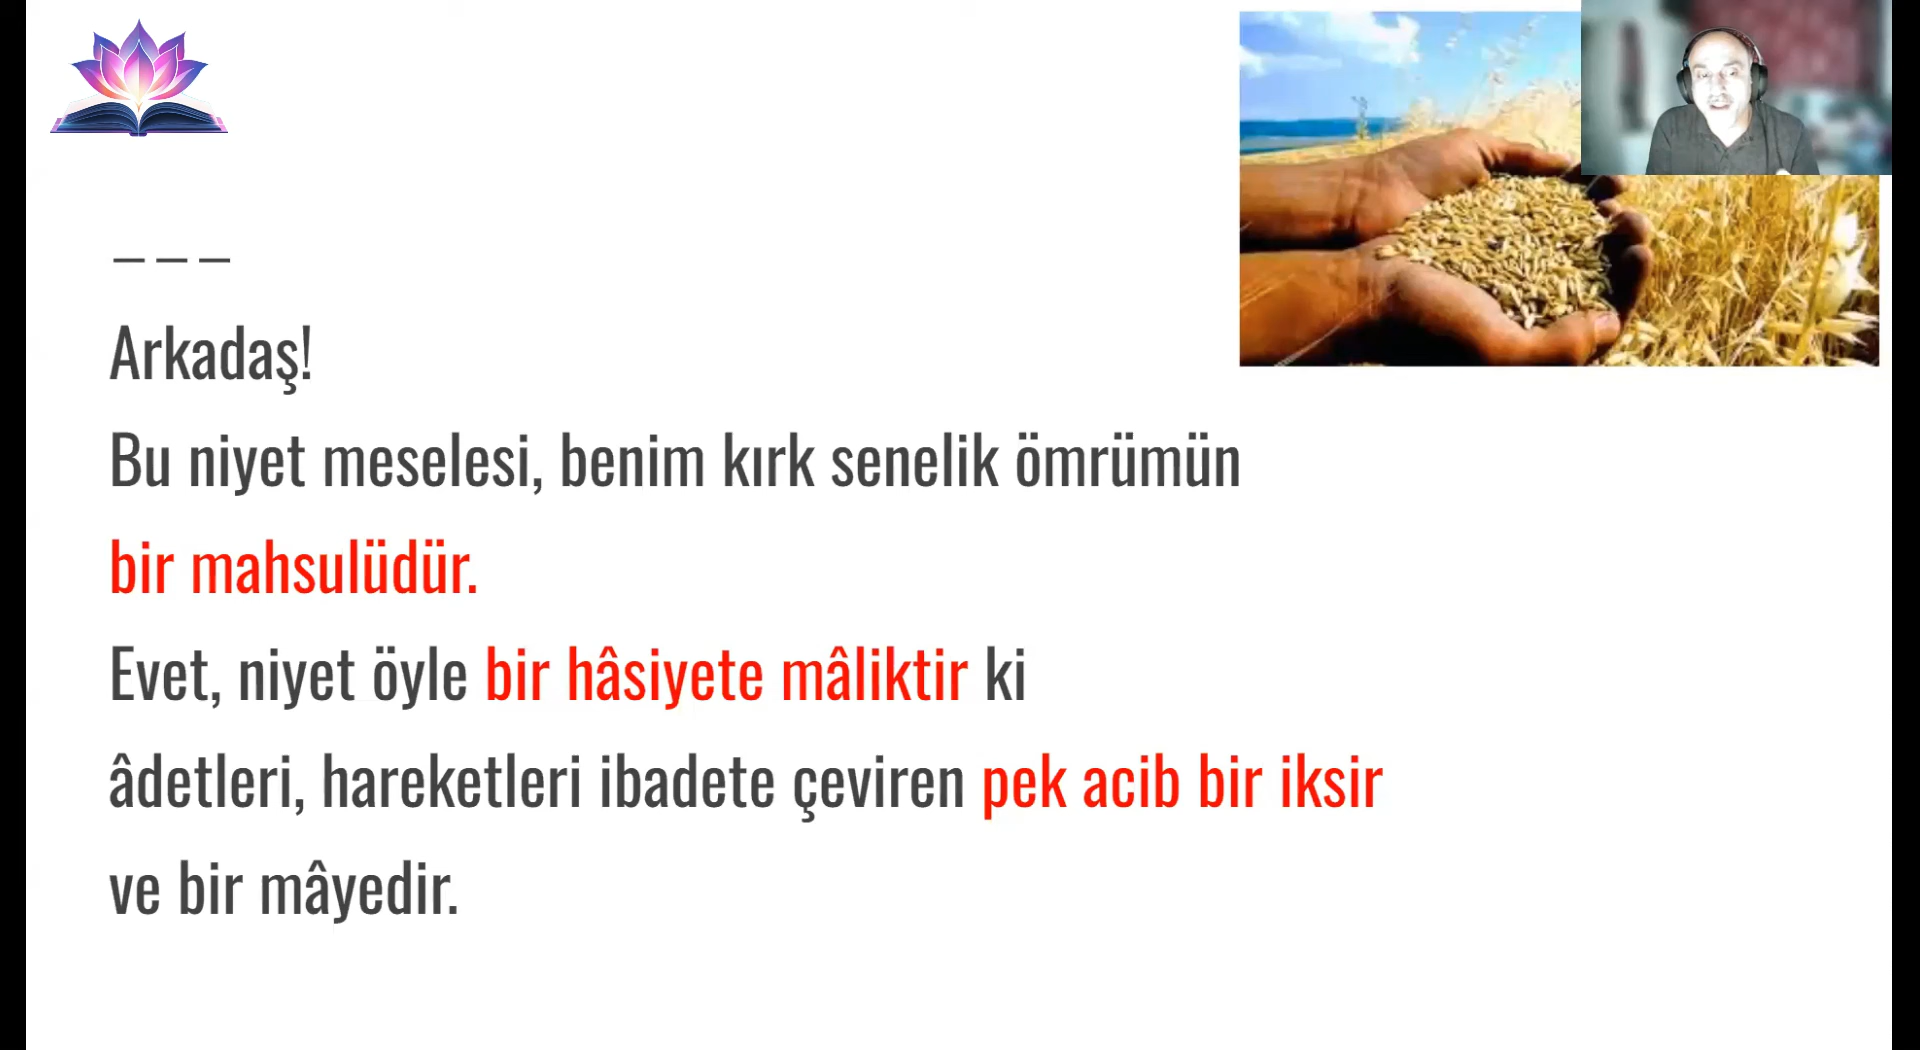 Arkadaş!
Bu niyet meselesi, benim kırk senelik ömrümün
bir mahsulüdür.
Evet, niyet öyle bir hâsiyete mâliktir ki
âdetleri, hareketleri ibadete çeviren pek acib bir iksir
ve bir mâyedir.